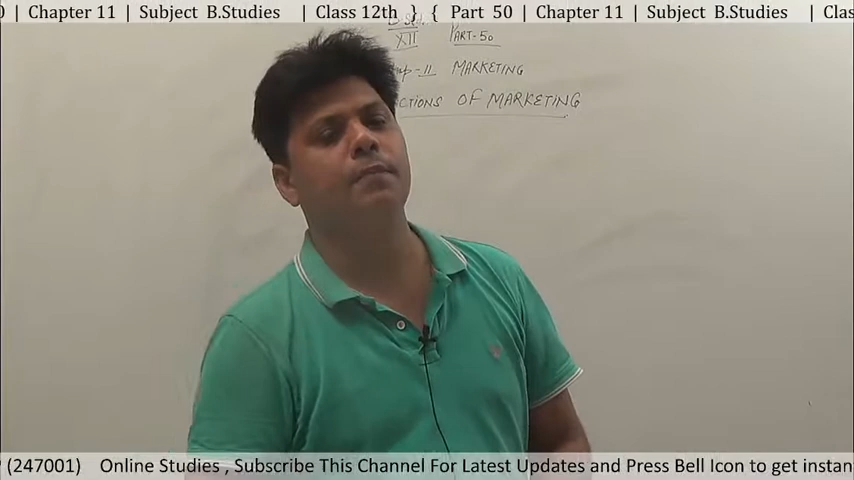 | Chapter 11 | Subject B.Studies | Class 12th } { Part 50 | Chapter 11 | Subject B.Studies | Clas
XII PART-50
11 MARKETING
CTIONS OF MARKETING
(247001) Online Studies , Subscribe This Channel For Latest Updates and Press Bell Icon to get instan